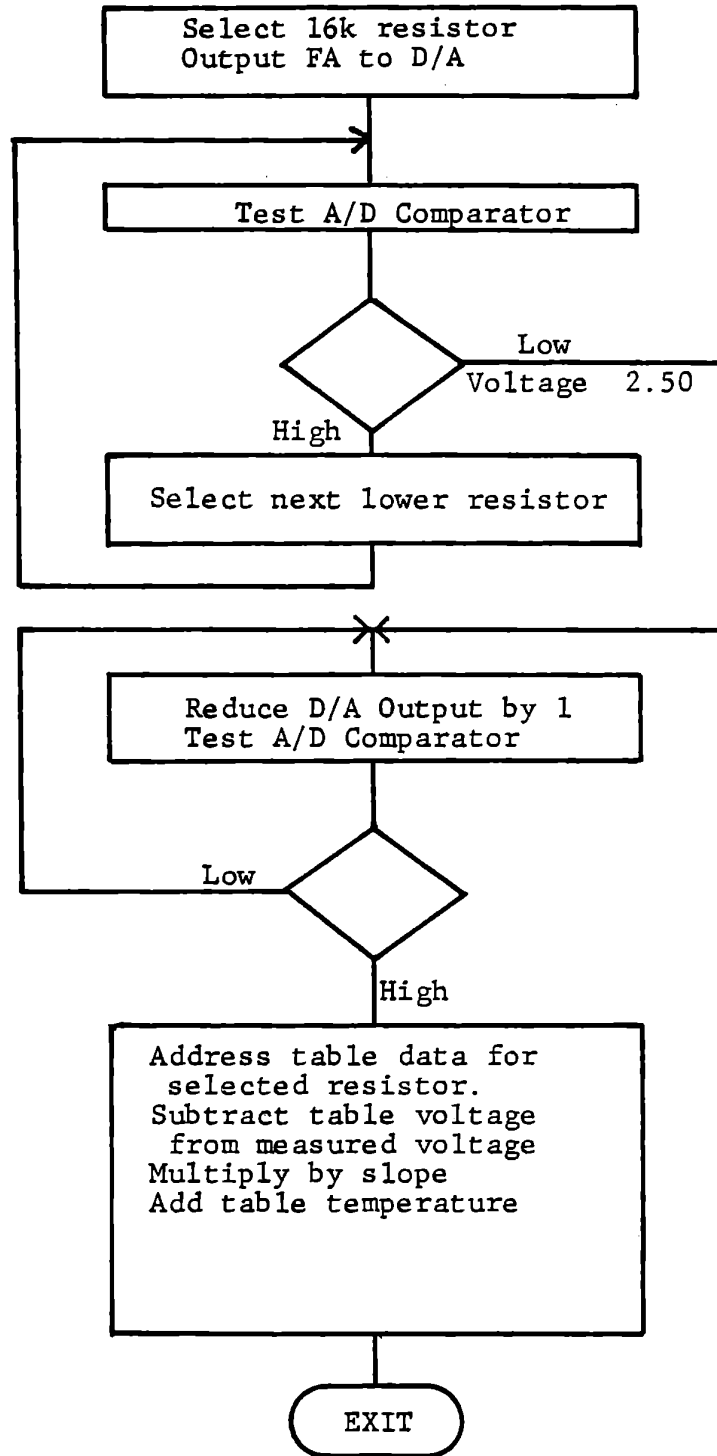 Select 16k resistor
Output FA to D/A
Test A/D Comparator
Low
Voltage 2.50
High
Select next lower resistor
Reduce D/A Output by 1
Test A/D Comparator
Low
High
Address table data for
selected resistor.
Subtract table voltage
from measured voltage
Multiply by slope
Add table temperature
EXIT